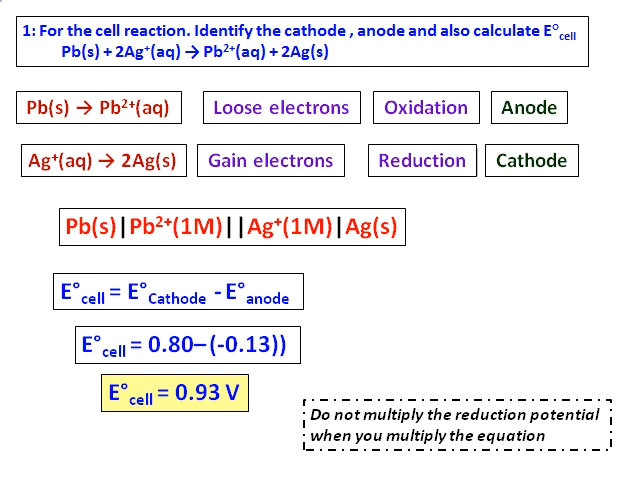 1: For the cell reaction. Identify the cathode , anode and also calculate E°cell
Pb(s) + 2Ag⁺(aq) → Pb²⁺(aq) + 2Ag(s)
Pb(s) → Pb²⁺(aq) Loose electrons Oxidation Anode
Ag⁺(aq) → 2Ag(s) Gain electrons Reduction Cathode
Pb(s)|Pb²⁺(1M)||Ag⁺(1M)|Ag(s)
E°cell = E°Cathode - E°anode
E°cell = 0.80–(-0.13))
E°cell = 0.93 V
Do not multiply the reduction potential
when you multiply the equation